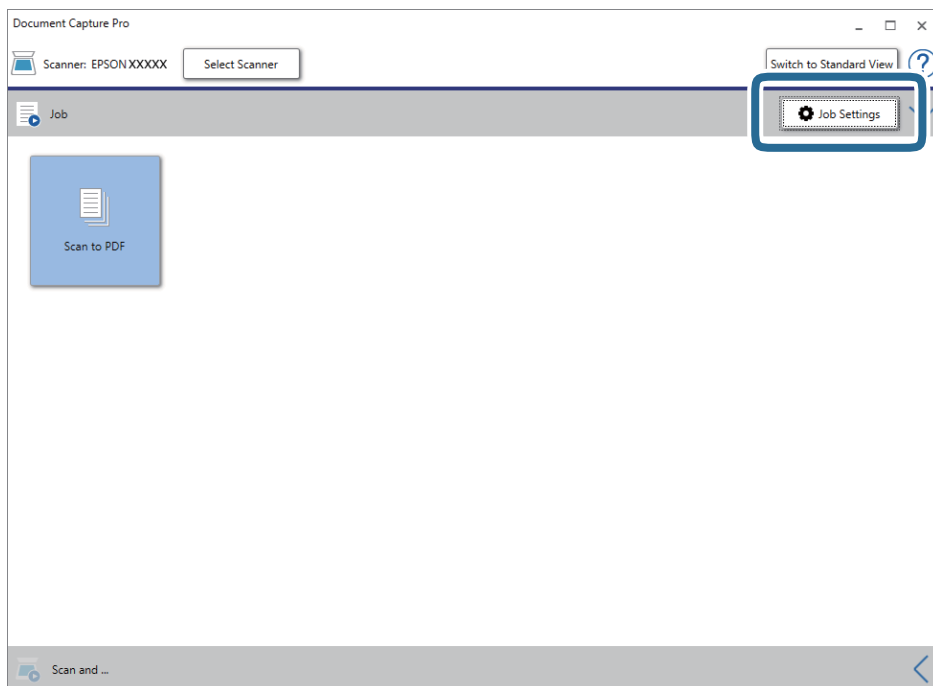 Document Capture Pro
Scanner: EPSON XXXXX
Select Scanner
Switch to Standard View
?
Job
Job Settings
Scan to PDF
Scan and ...